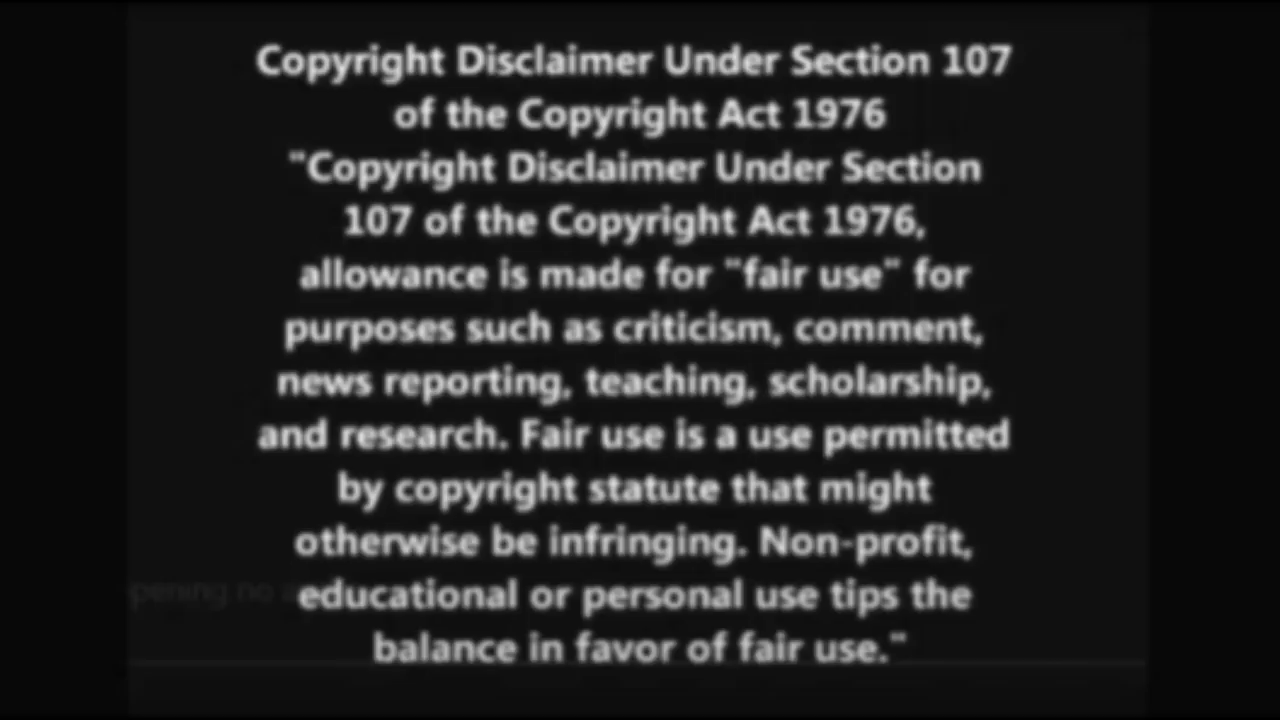 Copyright Disclaimer Under Section 107
of the Copyright Act 1976
"Copyright Disclaimer Under Section
107 of the Copyright Act 1976,
allowance is made for "fair use" for
purposes such as criticism, comment,
news reporting, teaching, scholarship,
and research. Fair use is a use permitted
by copyright statute that might
otherwise be infringing. Non-profit,
educational or personal use tips the
balance in favor of fair use."